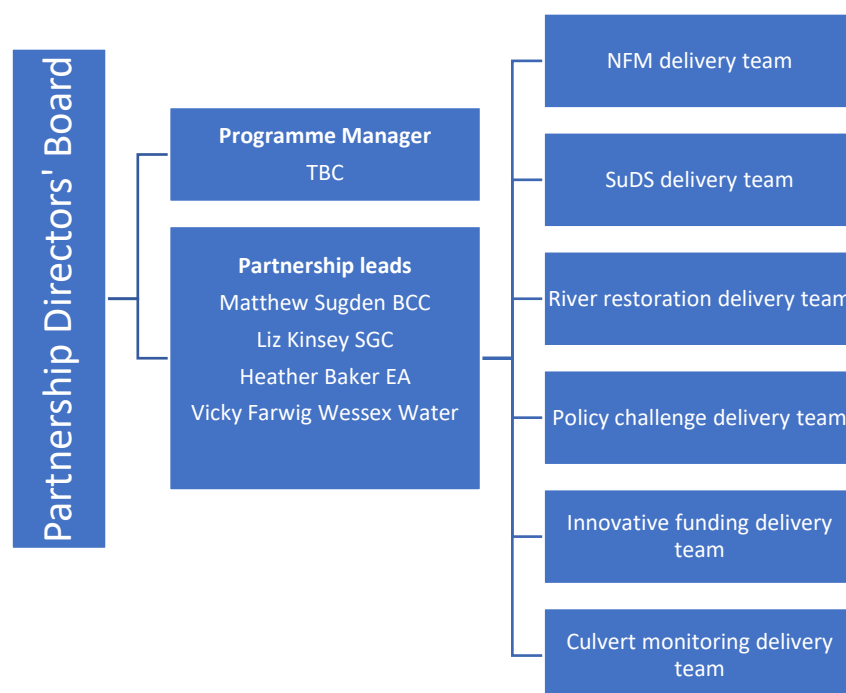 Partnership Directors' Board
Programme Manager
TBC
Partnership leads
Matthew Sugden BCC
Liz Kinsey SGC
Heather Baker EA
Vicky Farwig Wessex Water
NFM delivery team
SuDS delivery team
River restoration delivery team
Policy challenge delivery team
Innovative funding delivery
team
Culvert monitoring delivery
team